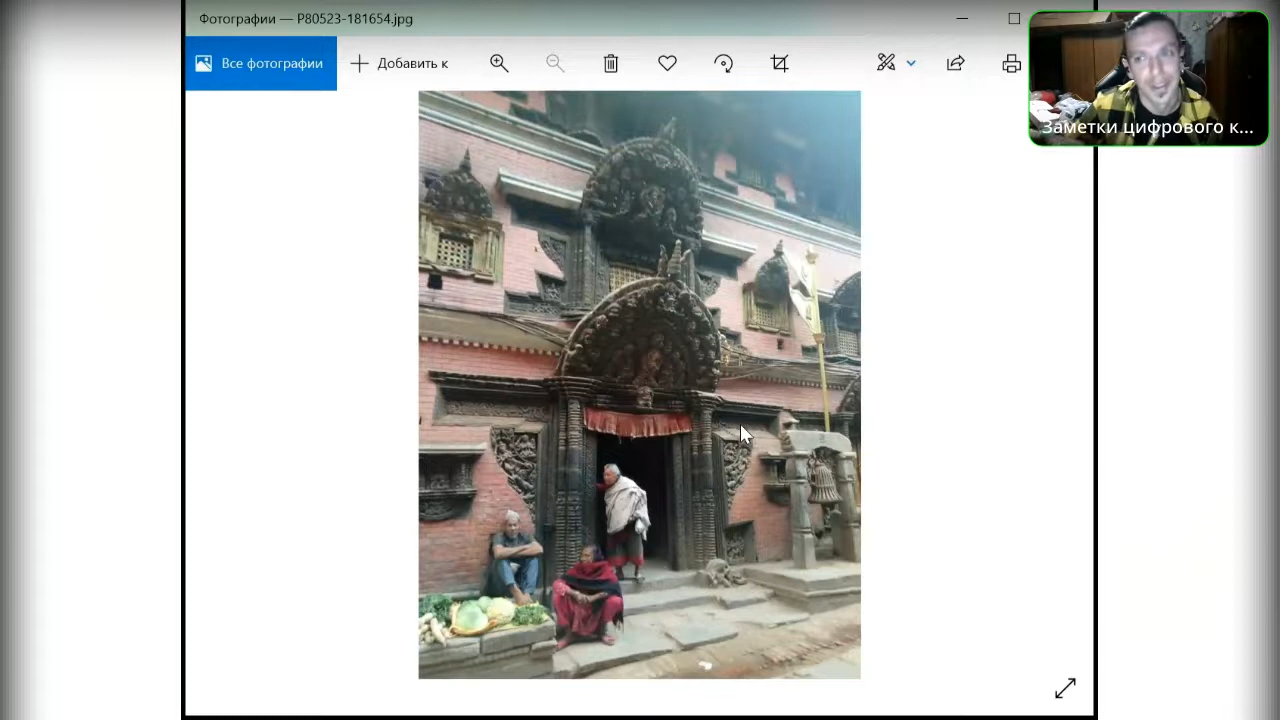 Фотографии — P80523-181654.jpg
Все фотографии
Добавить к
Заметки цифрового к...